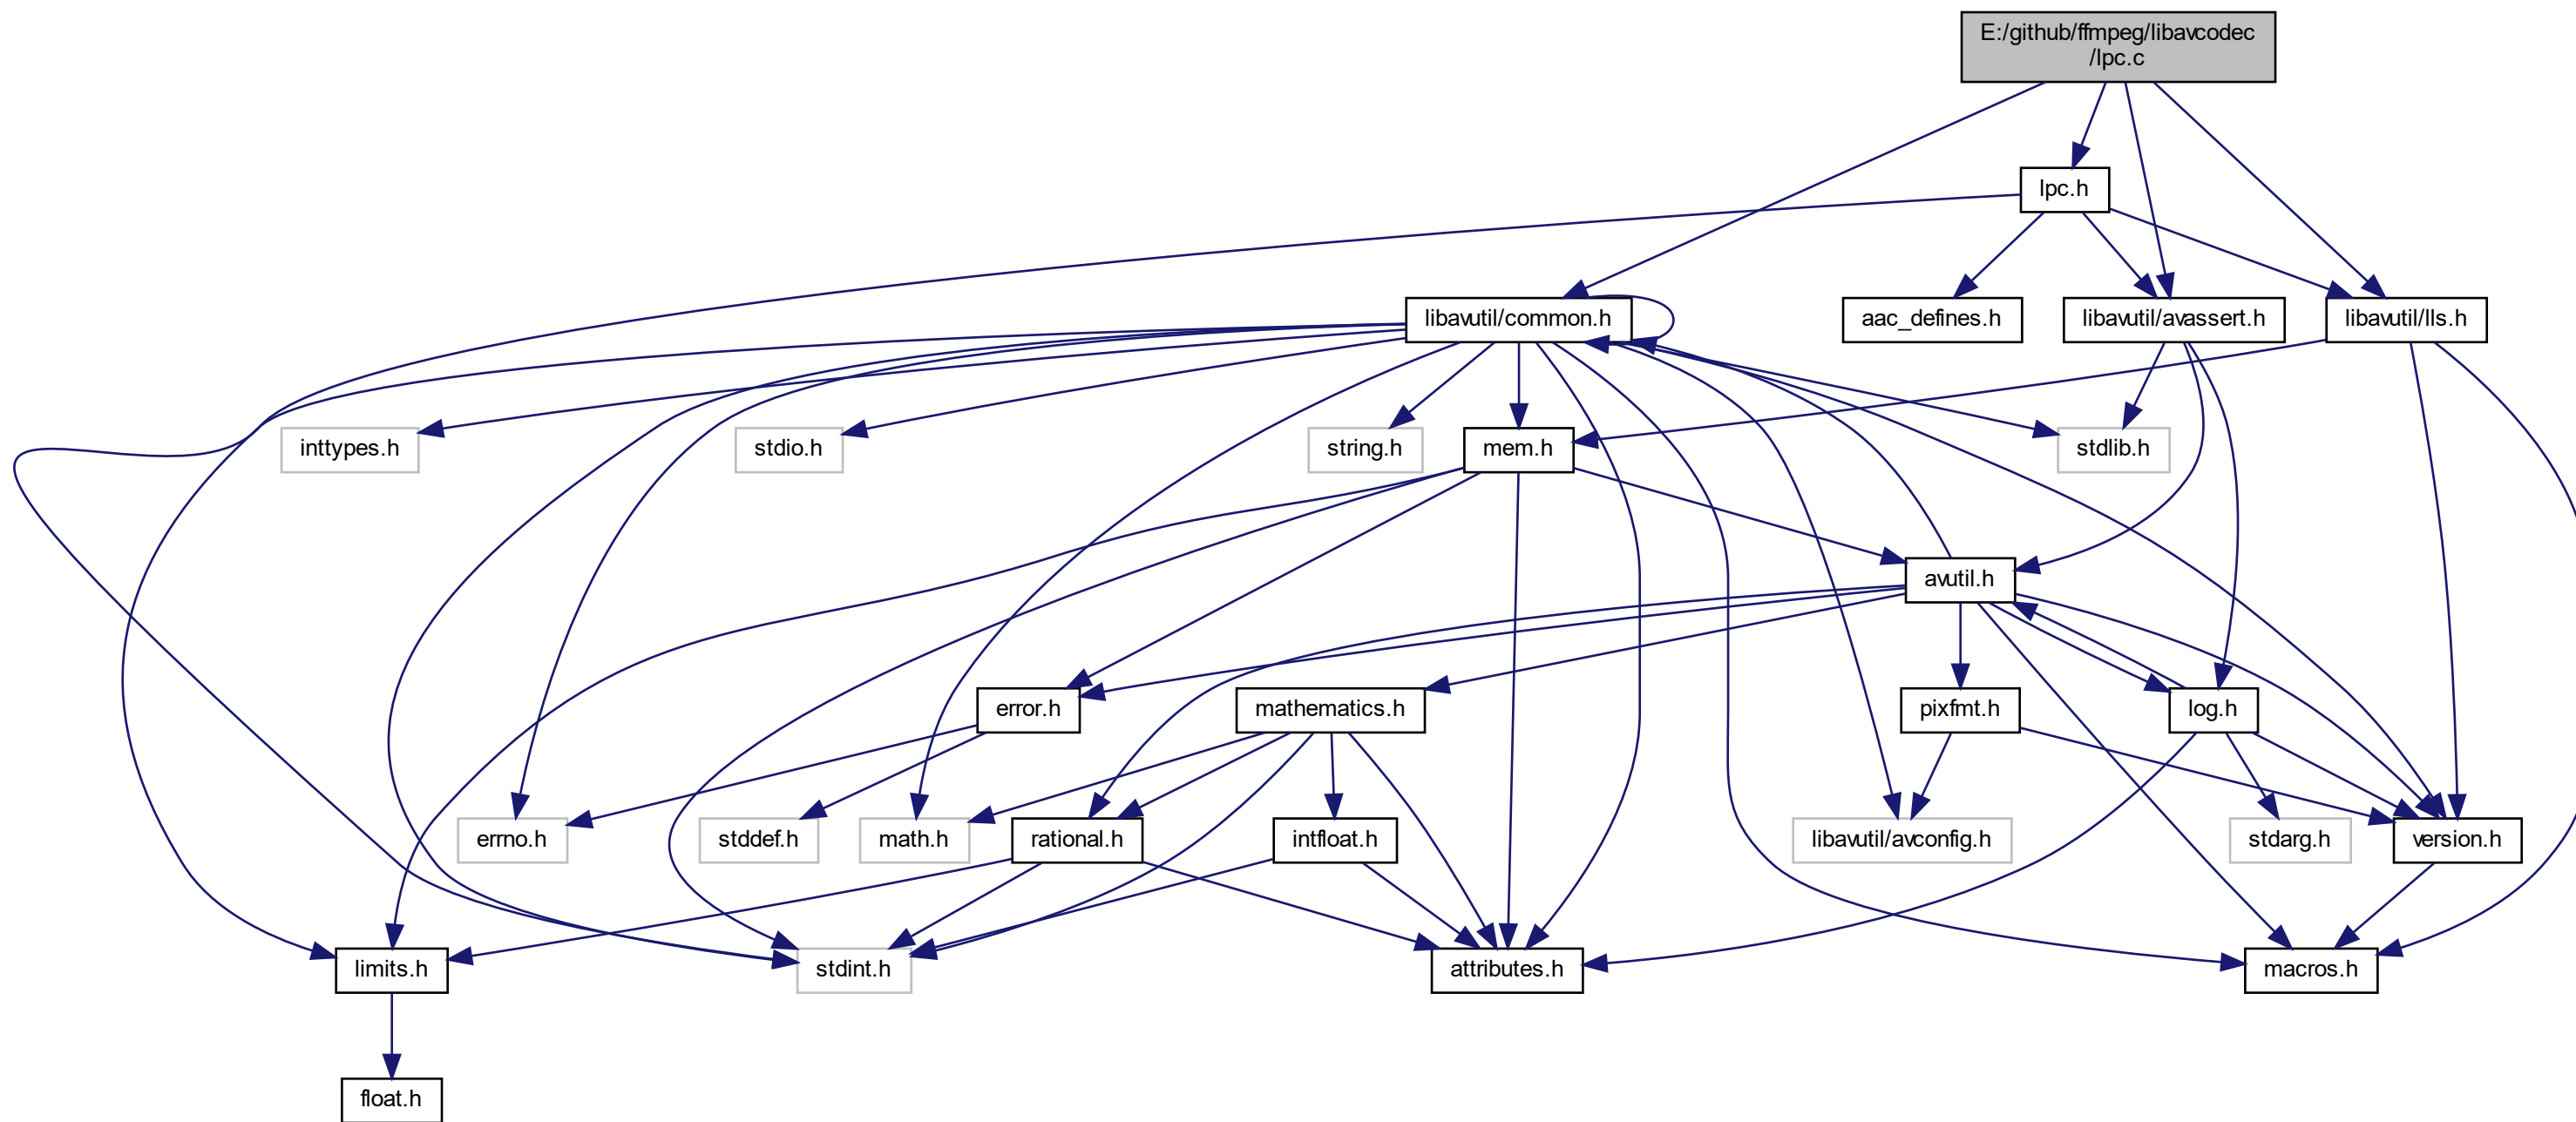 E:/github/ffmpeg/libavcodec
/lpc.c
lpc.h
libavutil/common.h
aac_defines.h
libavutil/avassert.h
libavutil/lls.h
inttypes.h
stdio.h
string.h
mem.h
stdlib.h
avutil.h
error.h
mathematics.h
pixfmt.h
log.h
errno.h
stddef.h
math.h
rational.h
intfloat.h
libavutil/avconfig.h
stdarg.h
version.h
limits.h
stdint.h
attributes.h
macros.h
float.h